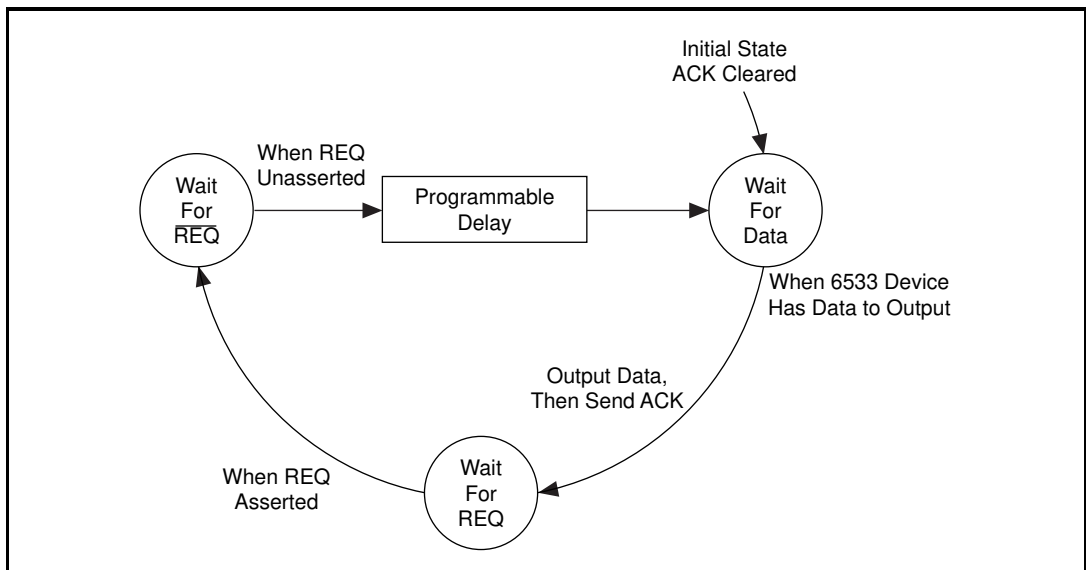 Initial State
ACK Cleared
When REQ
Unasserted
Wait
For
R̅E̅Q̅
Programmable
Delay
Wait
For
Data
When 6533 Device
Has Data to Output
Output Data,
Then Send ACK
When REQ
Asserted
Wait
For
REQ